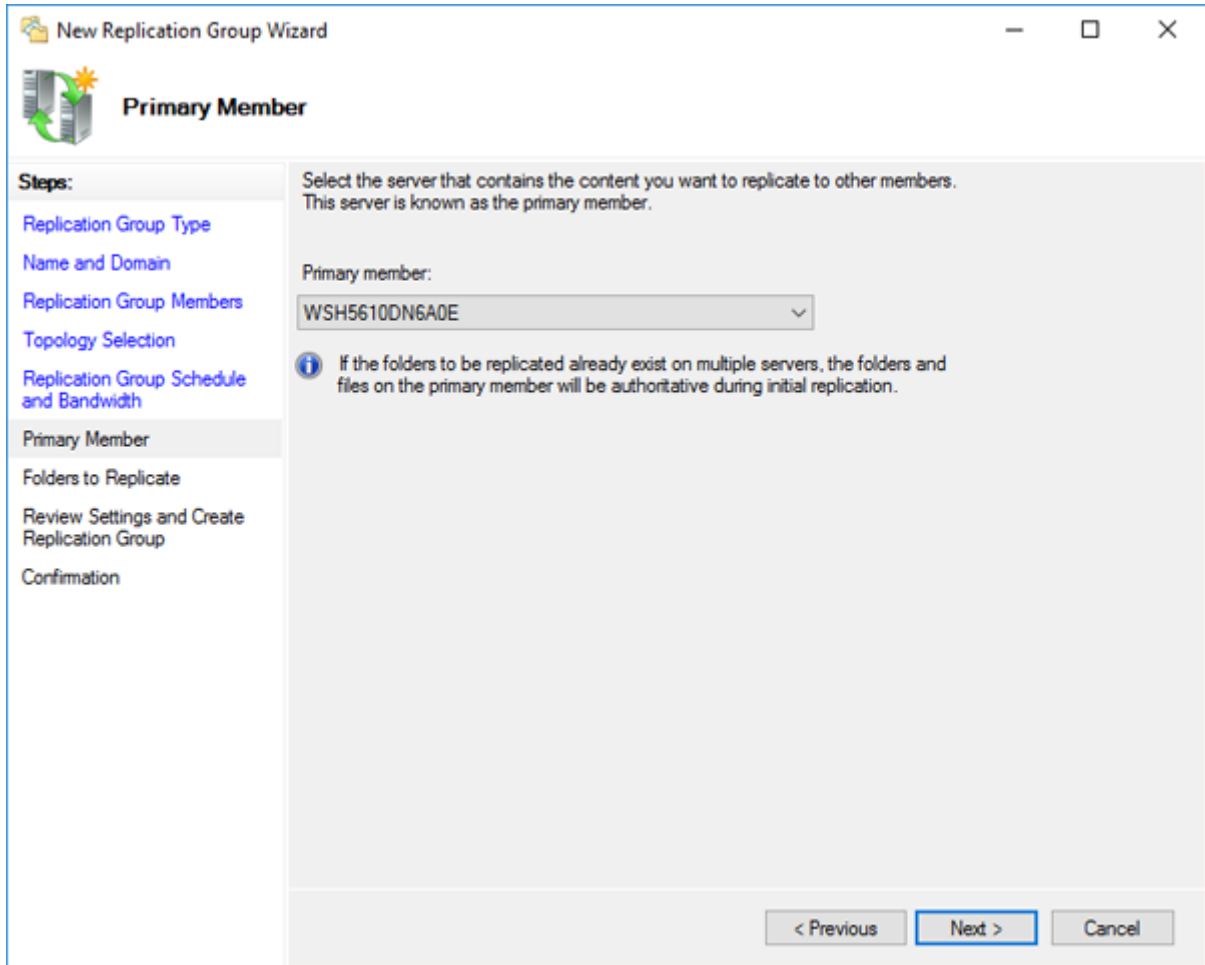 New Replication Group Wizard
Primary Member
Steps:
Replication Group Type
Name and Domain
Replication Group Members
Topology Selection
Replication Group Schedule
and Bandwidth
Primary Member
Folders to Replicate
Review Settings and Create
Replication Group
Confirmation
Select the server that contains the content you want to replicate to other members.
This server is known as the primary member.
Primary member:
WSH5610DN6A0E
If the folders to be replicated already exist on multiple servers, the folders and
files on the primary member will be authoritative during initial replication.
< Previous
Next >
Cancel